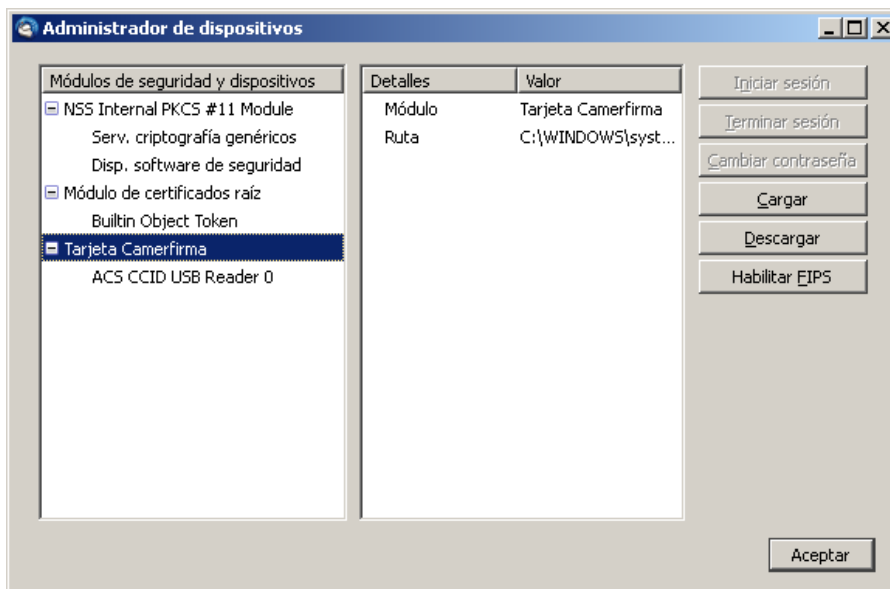 Administrador de dispositivos
Módulos de seguridad y dispositivos
NSS Internal PKCS #11 Module
Serv. criptografía genéricos
Disp. software de seguridad
Módulo de certificados raíz
Builtin Object Token
Tarjeta Camerfirma
ACS CCID USB Reader 0
Detalles Valor
Módulo Tarjeta Camerfirma
Ruta C:\WINDOWS\syst...
Iniciar sesión
Terminar sesión
Cambiar contraseña
Cargar
Descargar
Habilitar FIPS
Aceptar